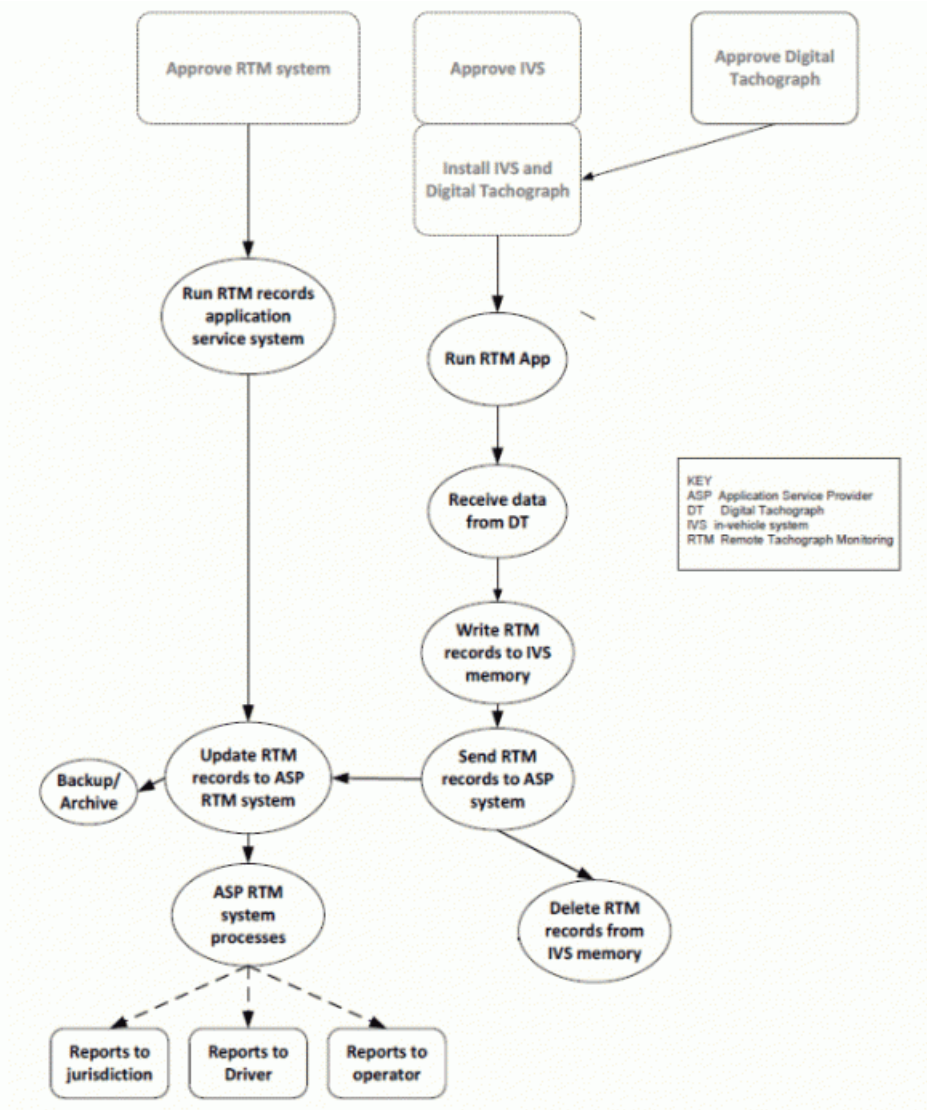 Approve RTM system
Approve IVS
Approve Digital
Tachograph
Install IVS and
Digital Tachograph
Run RTM records
application
service system
Run RTM App
Receive data
from DT
KEY
ASP Application Service Provider
DT Digital Tachograph
IVS in-vehicle system
RTM Remote Tachograph Monitoring
Write RTM
records to IVS
memory
Update RTM
records to ASP
RTM system
Send RTM
records to ASP
system
Backup/
Archive
ASP RTM
system
processes
Delete RTM
records from
IVS memory
Reports to
jurisdiction
Reports to
Driver
Reports to
operator